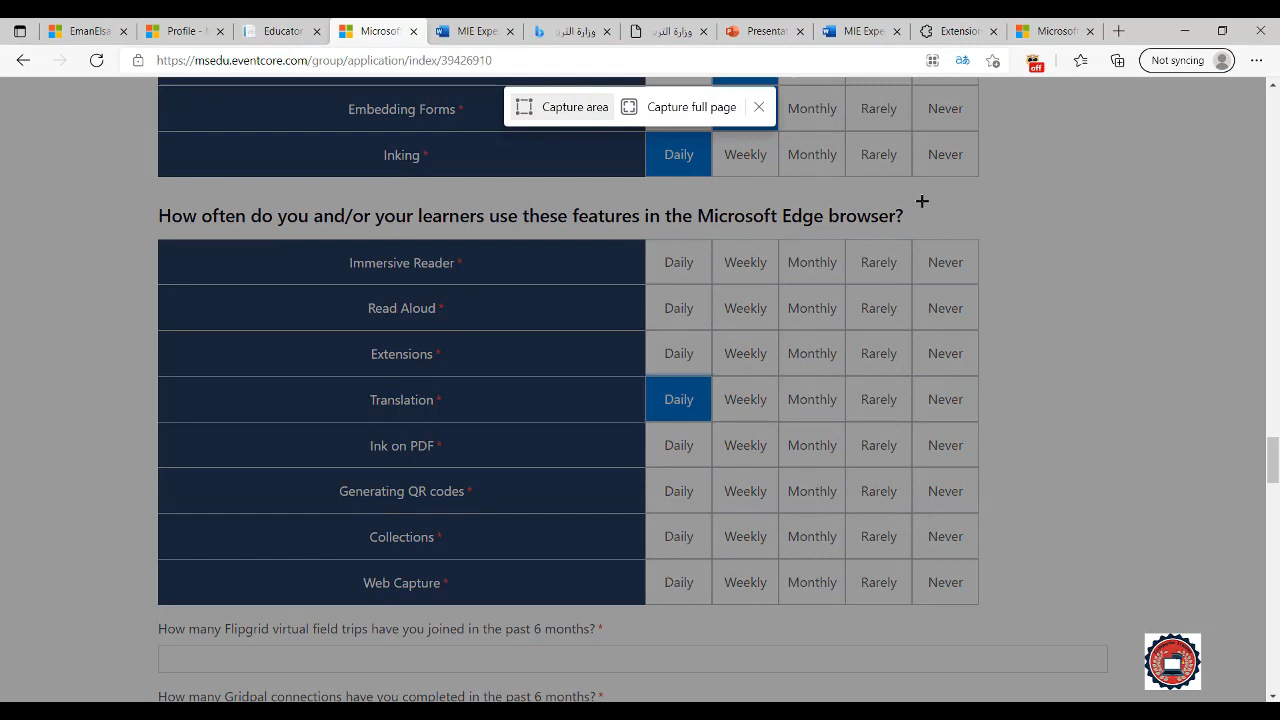 EmanElsa
Profile -
Educator
Microsof
MIE Expe
وزارة التر
وزارة التربي
Presentat
MIE Expe
Extension
Microsoft
https://msedu.eventcore.com/group/application/index/39426910
Not syncing
off
Capture area
Capture full page
Embedding Forms *
Monthly
Rarely
Never
Inking *
Daily
Weekly
Monthly
Rarely
Never
How often do you and/or your learners use these features in the Microsoft Edge browser?
Immersive Reader * Daily Weekly Monthly Rarely Never
Read Aloud * Daily Weekly Monthly Rarely Never
Extensions * Daily Weekly Monthly Rarely Never
Translation * Daily Weekly Monthly Rarely Never
Ink on PDF * Daily Weekly Monthly Rarely Never
Generating QR codes * Daily Weekly Monthly Rarely Never
Collections * Daily Weekly Monthly Rarely Never
Web Capture * Daily Weekly Monthly Rarely Never
How many Flipgrid virtual field trips have you joined in the past 6 months? *
How many Gridpal connections have you completed in the past 6 months? *